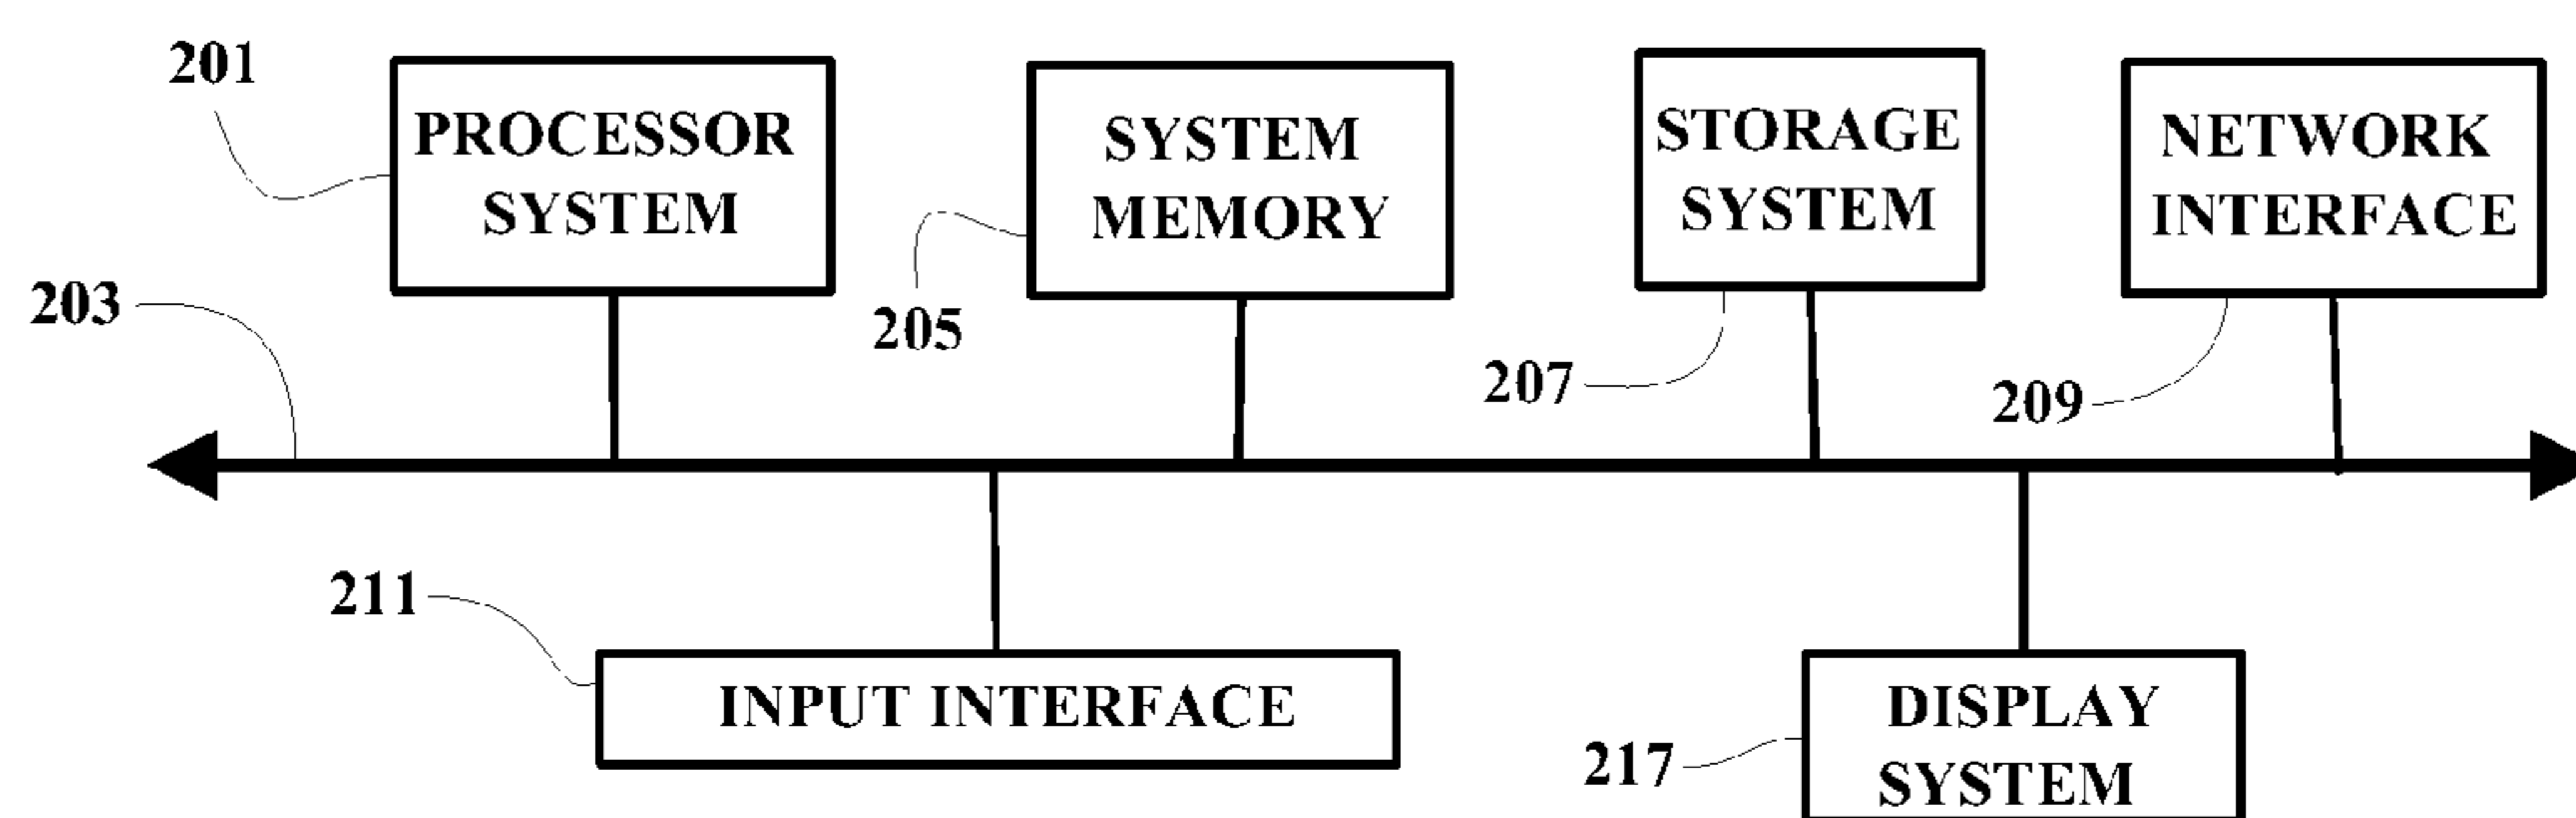 201
PROCESSOR
SYSTEM
SYSTEM
MEMORY
STORAGE
SYSTEM
NETWORK
INTERFACE
203
205
207
209
211
INPUT INTERFACE
DISPLAY
SYSTEM
217